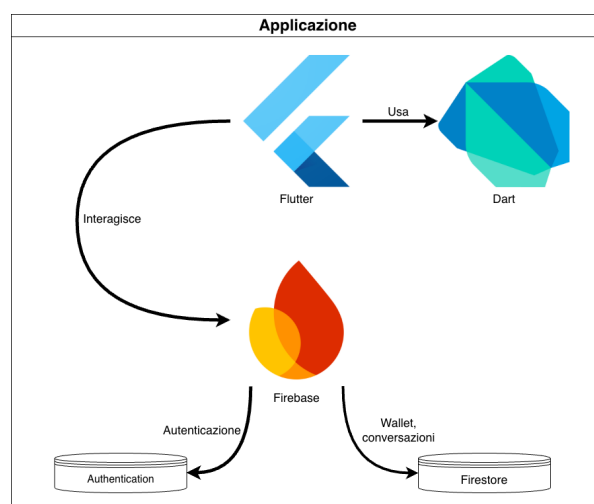 Applicazione
Usa
Flutter
Dart
Interagisce
Firebase
Autenticazione
Wallet,
conversazioni
Authentication
Firestore